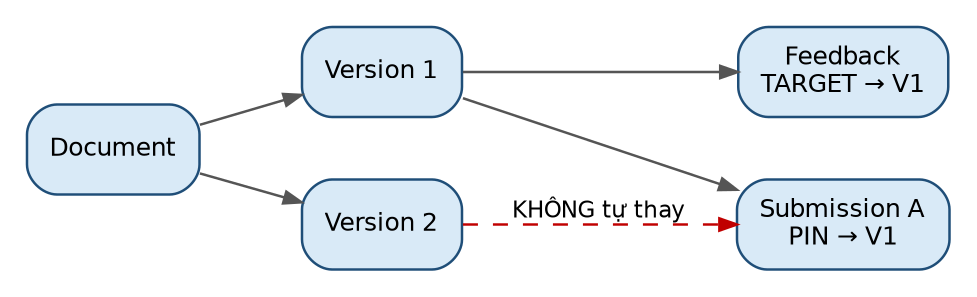 Document
Version 1
Version 2
KHÔNG tự thay
Feedback
TARGET → V1
Submission A
PIN → V1